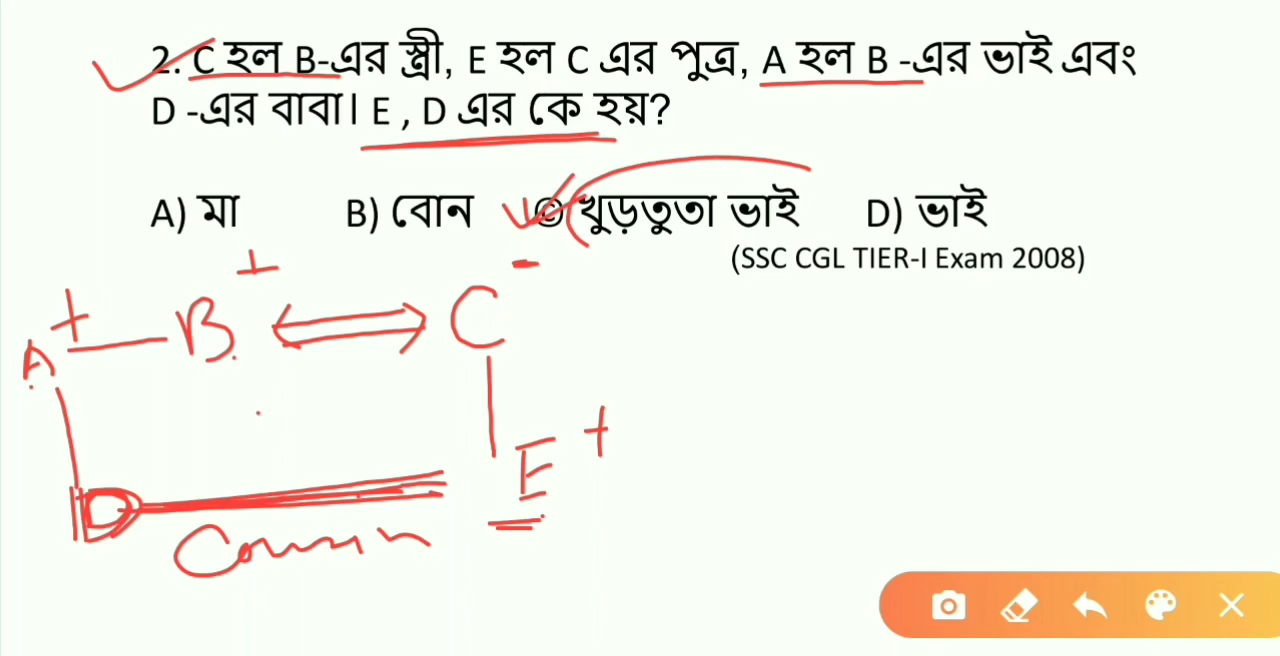 2. C হল B-এর স্ত্রী, E হল C এর পুত্র, A হল B -এর ভাই এবং
D -এর বাবা। E , D এর কে হয়?
A) মা B) বোন C) খুড়তুতা ভাই D) ভাই
(SSC CGL TIER-I Exam 2008)
+ -
A + B C
E +
D
Cousin